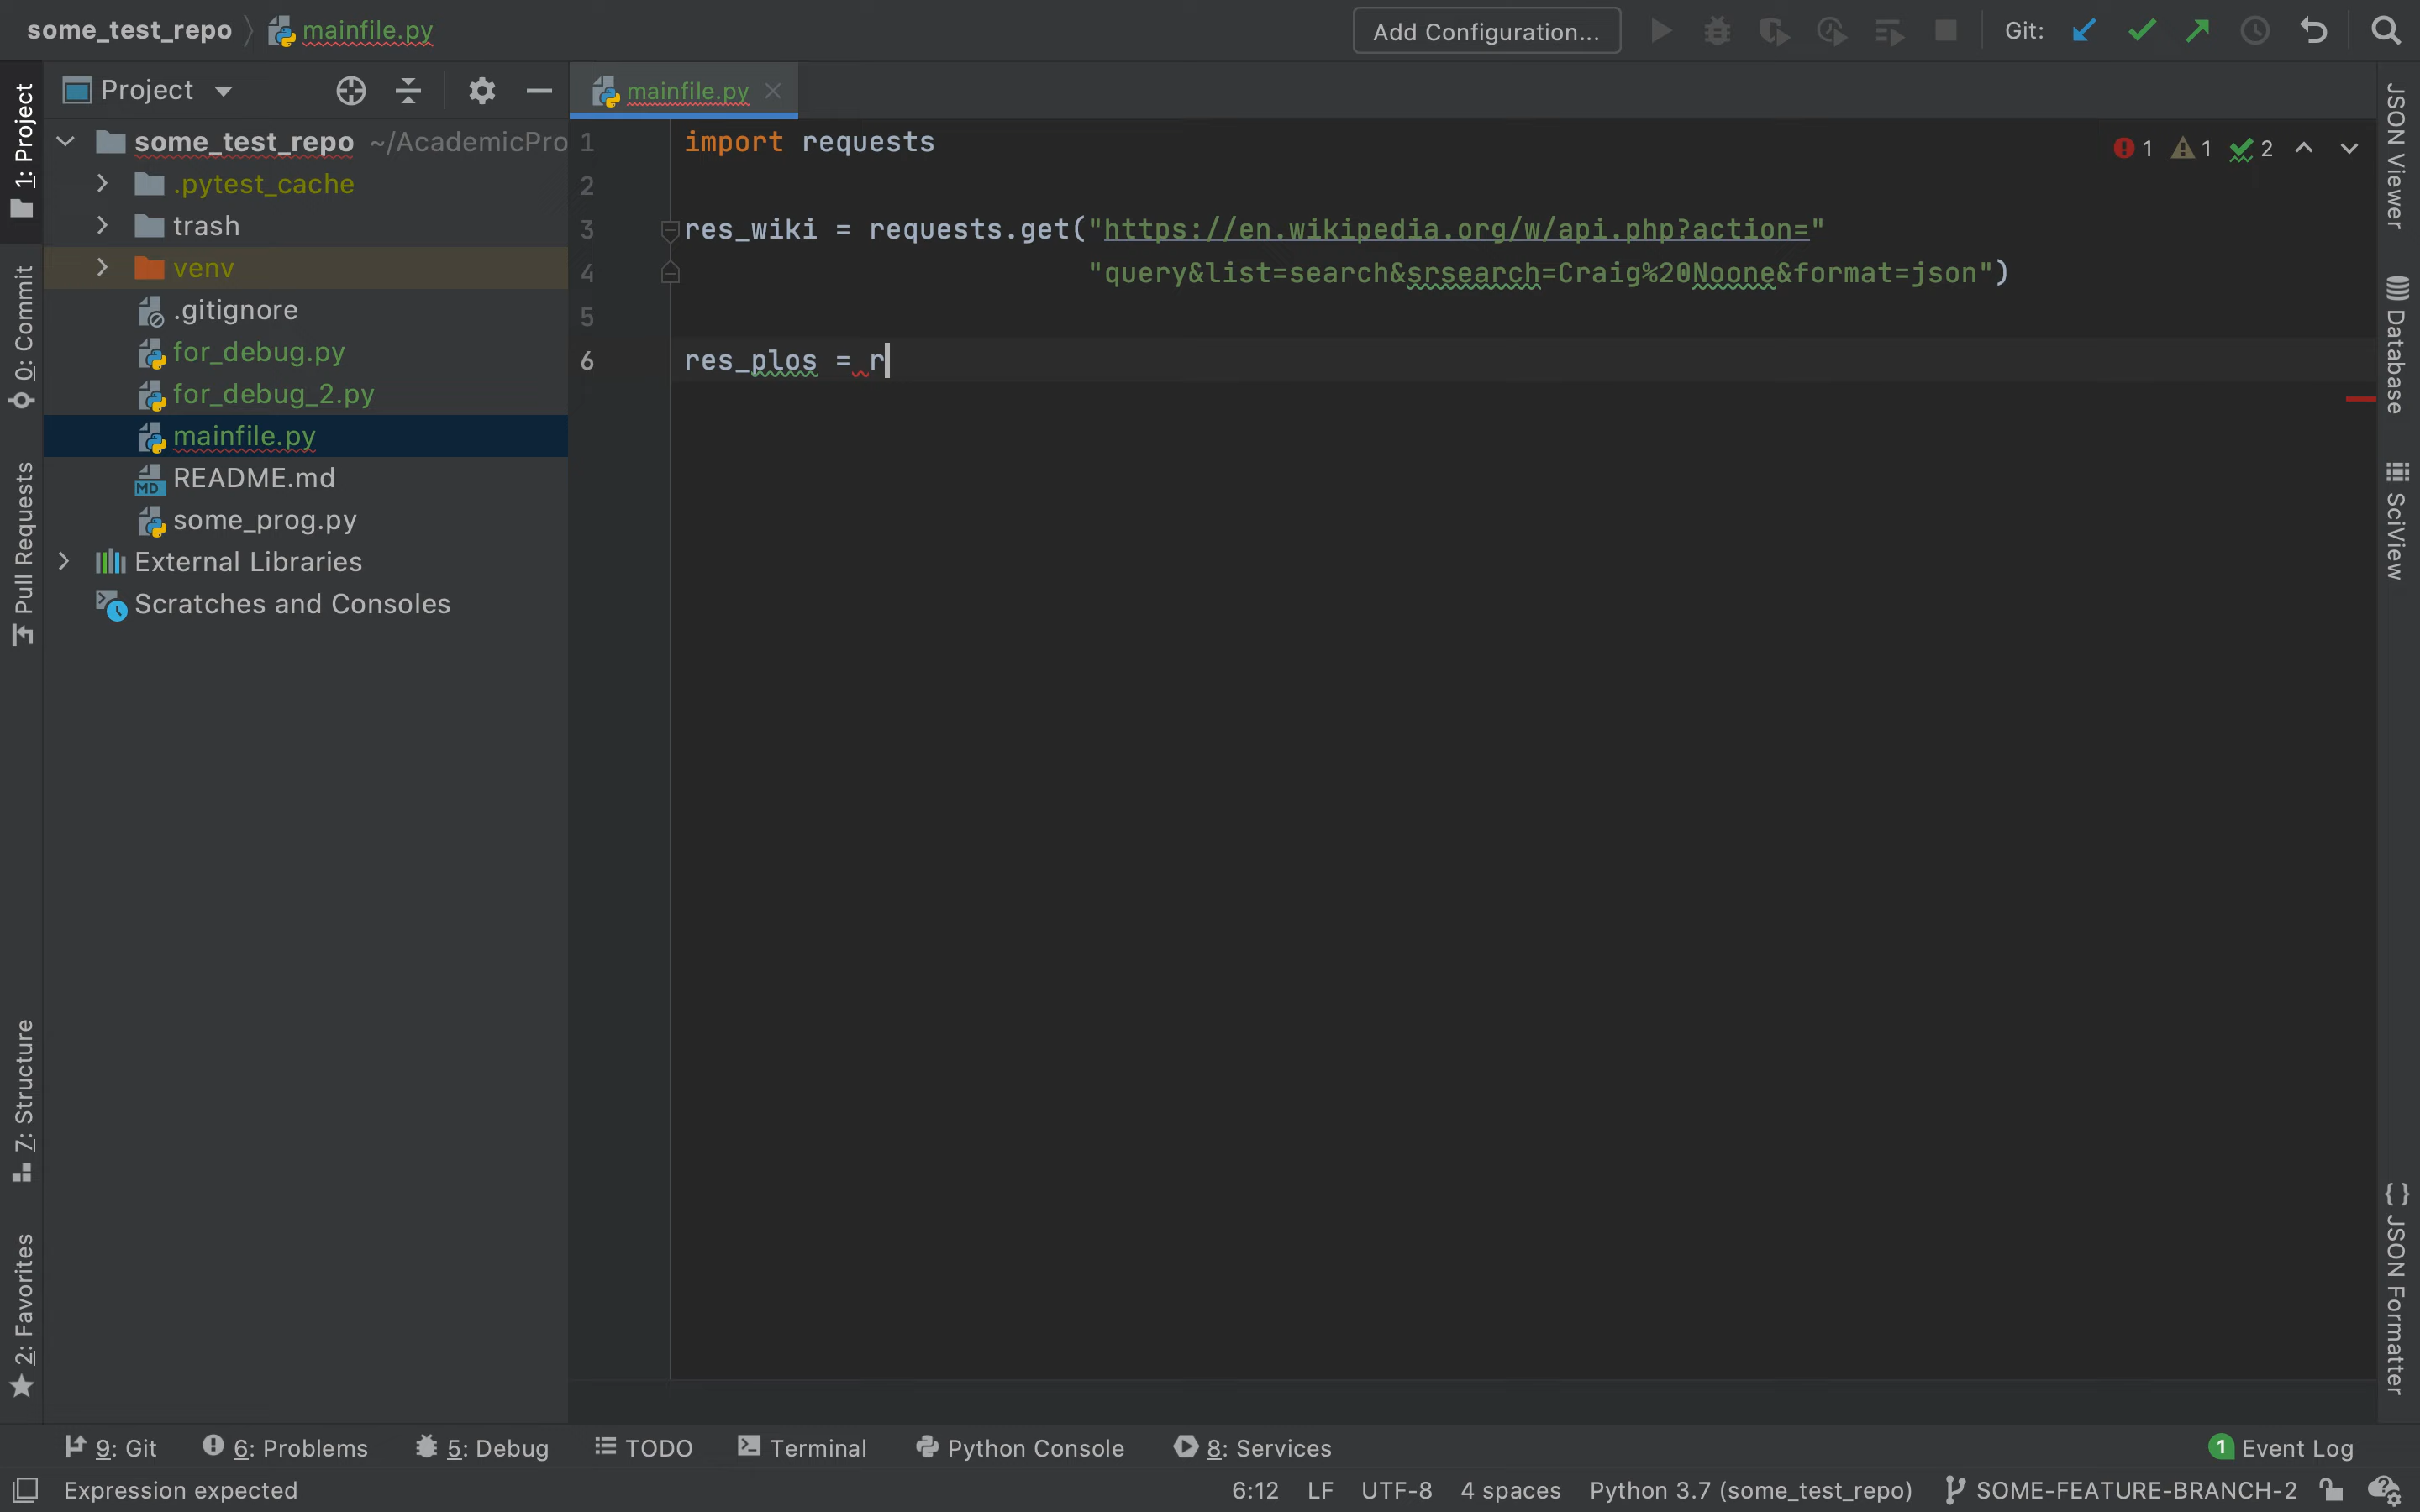 some_test_repo mainfile.py Add Configuration... Git:
1: Project
0: Commit
Pull Requests
7: Structure
2: Favorites
Project
some_test_repo ~/AcademicPro
.pytest_cache
trash
venv
.gitignore
for_debug.py
for_debug_2.py
mainfile.py
README.md
some_prog.py
External Libraries
Scratches and Consoles
mainfile.py
1 1 2
1 import requests
2
3 res_wiki = requests.get("https://en.wikipedia.org/w/api.php?action="
4 "query&list=search&srsearch=Craig%20Noone&format=json")
5
6 res_plos = r
JSON Viewer
Database
SciView
JSON Formatter
9: Git 6: Problems 5: Debug TODO Terminal Python Console 8: Services 1 Event Log
Expression expected 6:12 LF UTF-8 4 spaces Python 3.7 (some_test_repo) SOME-FEATURE-BRANCH-2